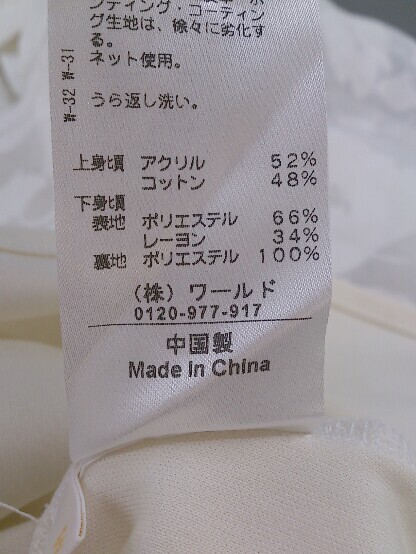 ンディング・コーティン
グ生地は、徐々に劣化す
る。
ネット使用。
うら返し洗い。
W-32 W-31
上身頃 アクリル 52%
コットン 48%
下身頃
表地 ポリエステル 66%
レーヨン 34%
裏地 ポリエステル 100%
(株) ワールド
0120-977-917
中国製
Made in China